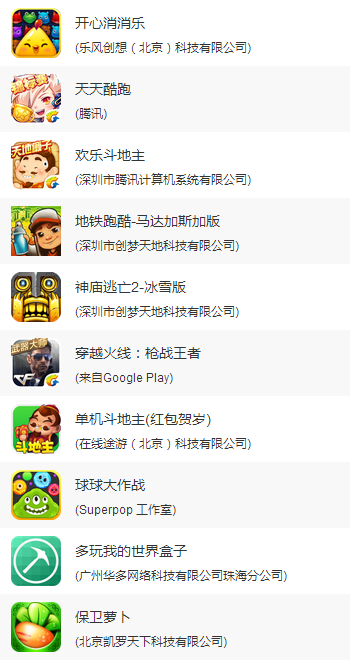 开心消消乐
(乐风创想（北京）科技有限公司)
天天酷跑
(腾讯)
欢乐斗地主
(深圳市腾讯计算机系统有限公司)
地铁跑酷-马达加斯加版
(深圳市创梦天地科技有限公司)
神庙逃亡2-冰雪版
(深圳市创梦天地科技有限公司)
武器大师
CF
穿越火线：枪战王者
(来自Google Play)
斗地主
单机斗地主(红包贺岁)
(在线途游（北京）科技有限公司)
球球大作战
(Superpop 工作室)
多玩我的世界盒子
(广州华多网络科技有限公司珠海分公司)
保卫萝卜
(北京凯罗天下科技有限公司)